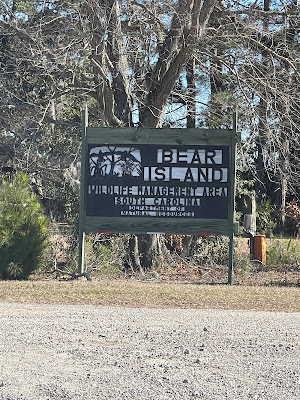 BEAR
ISLAND
WILDLIFE MANAGEMENT AREA
SOUTH CAROLINA
DEPARTMENT OF
NATURAL RESOURCES